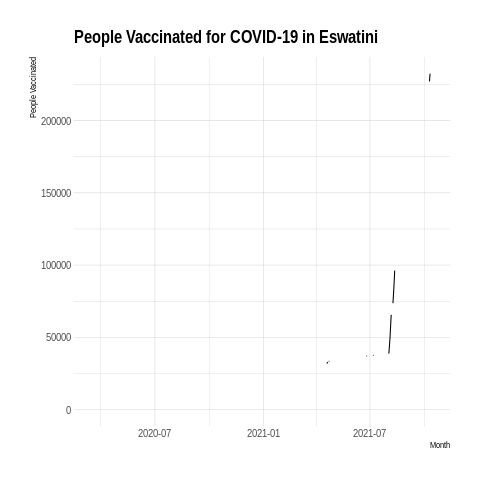 People Vaccinated for COVID-19 in Eswatini
People Vaccinated
200000
150000
100000
50000
0
2020-07 2021-01 2021-07
Month